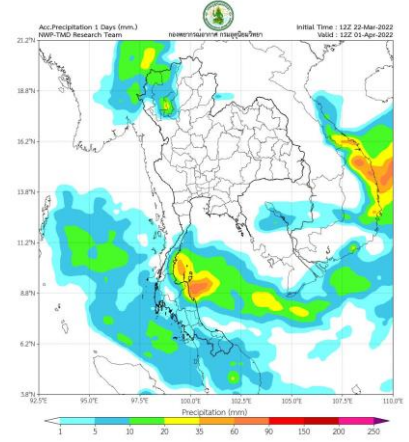 Acc.Precipitation 1 Days (mm.)
NWP-TMD Research Team
กองพยากรณ์อากาศ กรมอุตุนิยมวิทยา
Initial Time : 12Z 22-Mar-2022
Valid : 12Z 01-Apr-2022
21.2°N
18.8°N
16.2°N
13.8°N
11.2°N
8.8°N
6.2°N
3.8°N
92.5°E 95.0°E 97.5°E 100.0°E 102.5°E 105.0°E 107.5°E 110.0°E
Precipitation (mm)
1 5 10 20 35 60 90 150 200 250